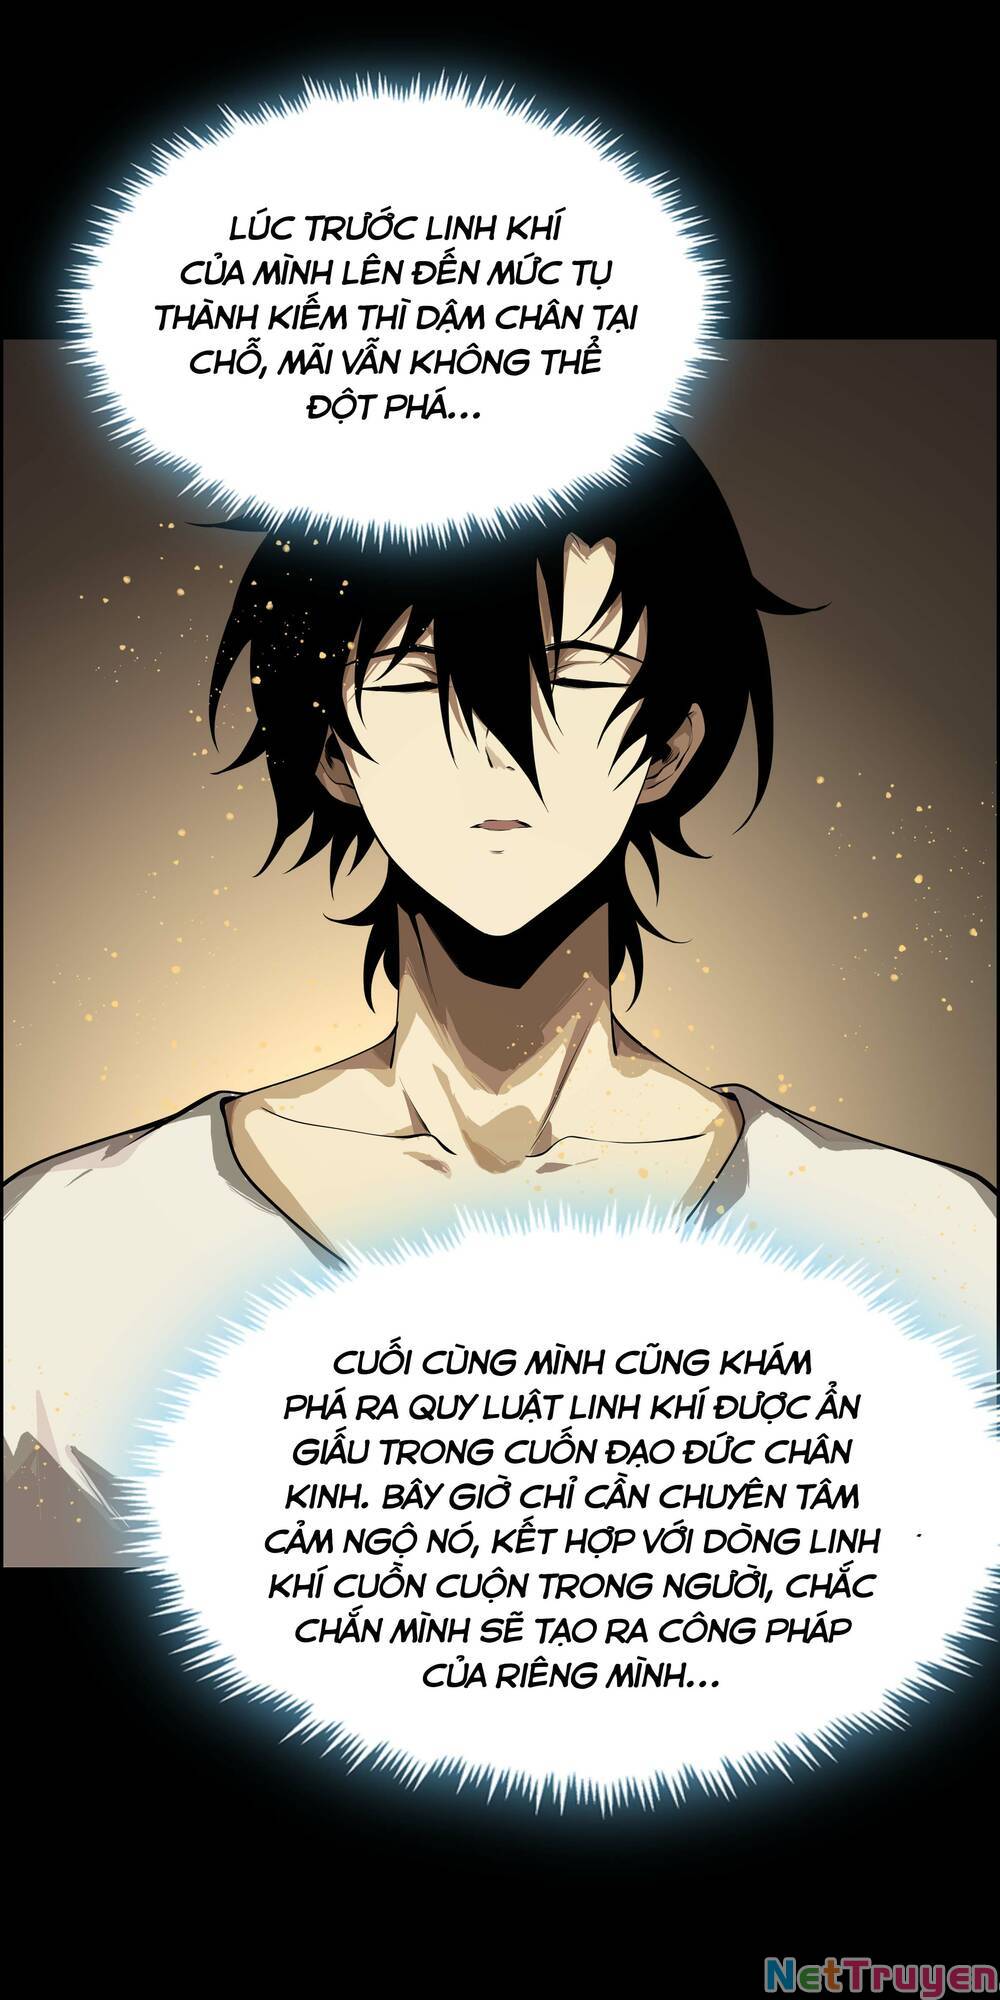 LÚC TRƯỚC LINH KHÍ
CỦA MÌNH LÊN ĐẾN MỨC TỤ
THÀNH KIẾM THÌ DẬM CHÂN TẠI
CHỖ, MÃI VẪN KHÔNG THỂ
ĐỘT PHÁ...
CUỐI CÙNG MÌNH CŨNG KHÁM
PHÁ RA QUY LUẬT LINH KHÍ ĐƯỢC ẨN
GIẤU TRONG CUỐN ĐẠO ĐỨC CHÂN
KINH. BÂY GIỜ CHỈ CẦN CHUYÊN TÂM
CẢM NGỘ NÓ, KẾT HỢP VỚI DÒNG LINH
KHÍ CUỒN CUỘN TRONG NGƯỜI, CHẮC
CHẮN MÌNH SẼ TẠO RA CÔNG PHÁP
CỦA RIÊNG MÌNH...
NetTruyen